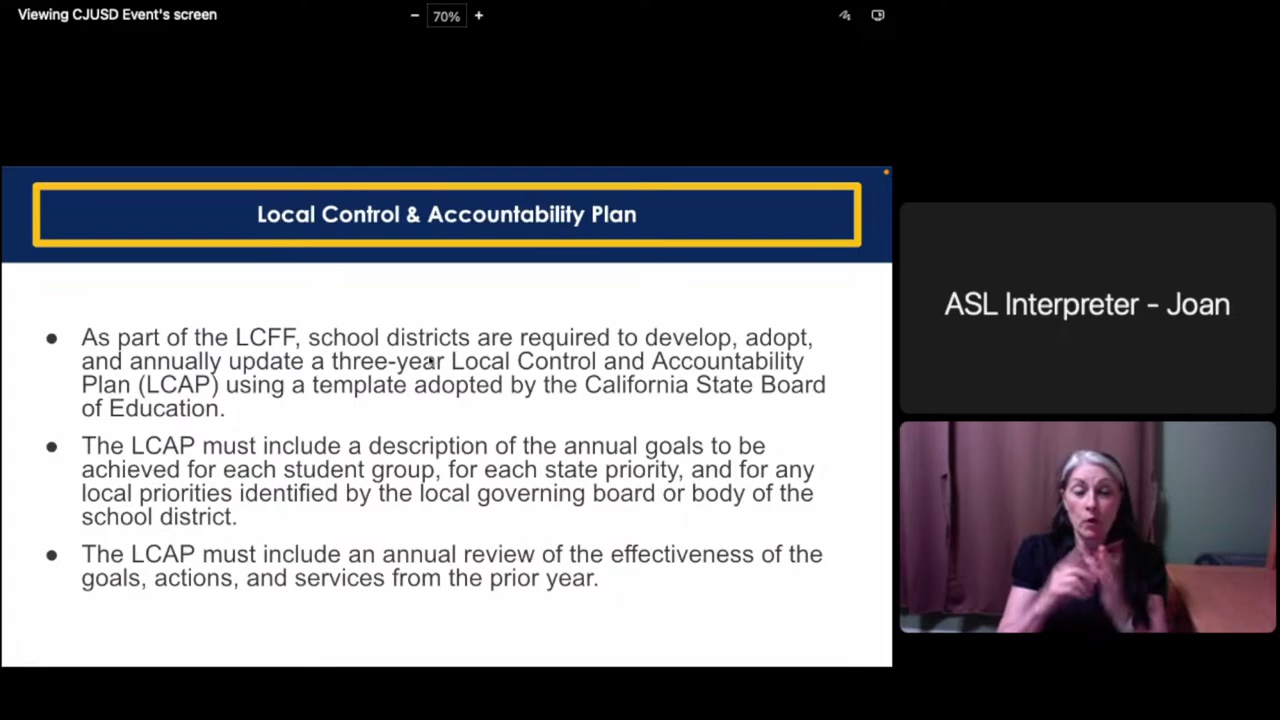 Viewing CJUSD Event's screen
− 70% +
Local Control & Accountability Plan
● As part of the LCFF, school districts are required to develop, adopt,
and annually update a three-year Local Control and Accountability
Plan (LCAP) using a template adopted by the California State Board
of Education.
● The LCAP must include a description of the annual goals to be
achieved for each student group, for each state priority, and for any
local priorities identified by the local governing board or body of the
school district.
● The LCAP must include an annual review of the effectiveness of the
goals, actions, and services from the prior year.
ASL Interpreter - Joan